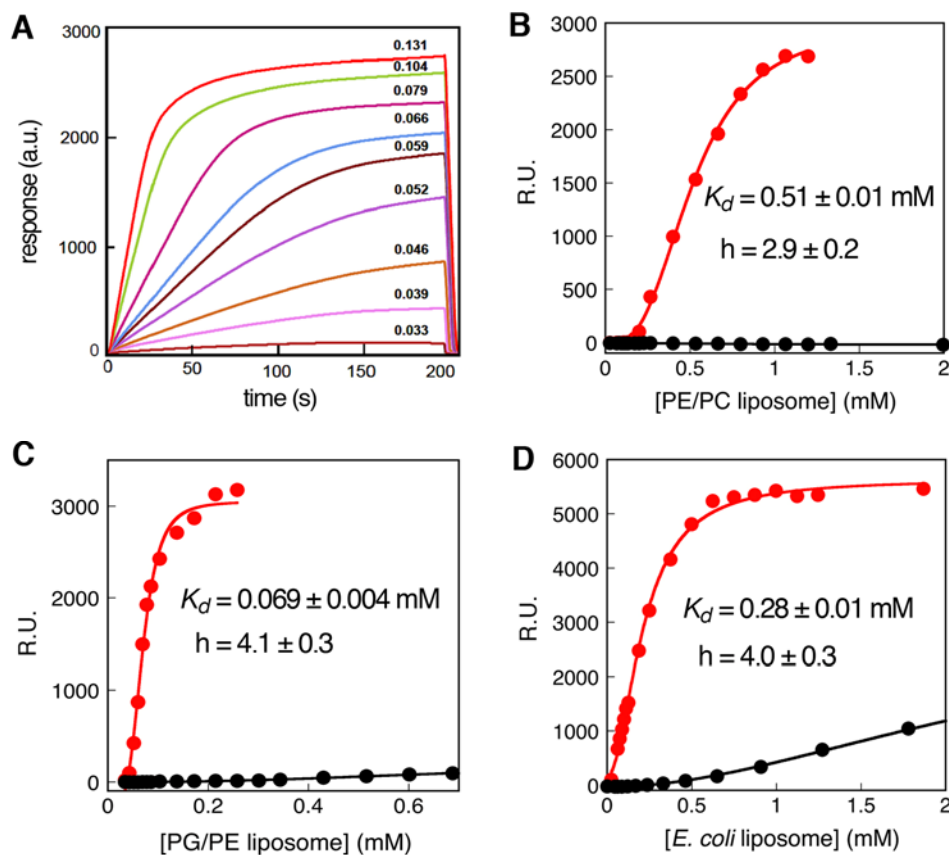 A
3000
2000
1000
0
response (a.u.)
0.131
0.104
0.079
0.066
0.059
0.052
0.046
0.039
0.033
0 50 100 150 200
time (s)
B
3000
2500
2000
1500
1000
500
0
R.U.
Kd = 0.51 ± 0.01 mM
h = 2.9 ± 0.2
0 0.5 1 1.5 2
[PE/PC liposome] (mM)
C
3000
2000
1000
0
R.U.
Kd = 0.069 ± 0.004 mM
h = 4.1 ± 0.3
0 0.2 0.4 0.6
[PG/PE liposome] (mM)
D
6000
5000
4000
3000
2000
1000
0
R.U.
Kd = 0.28 ± 0.01 mM
h = 4.0 ± 0.3
0 0.5 1 1.5 2
[E. coli liposome] (mM)